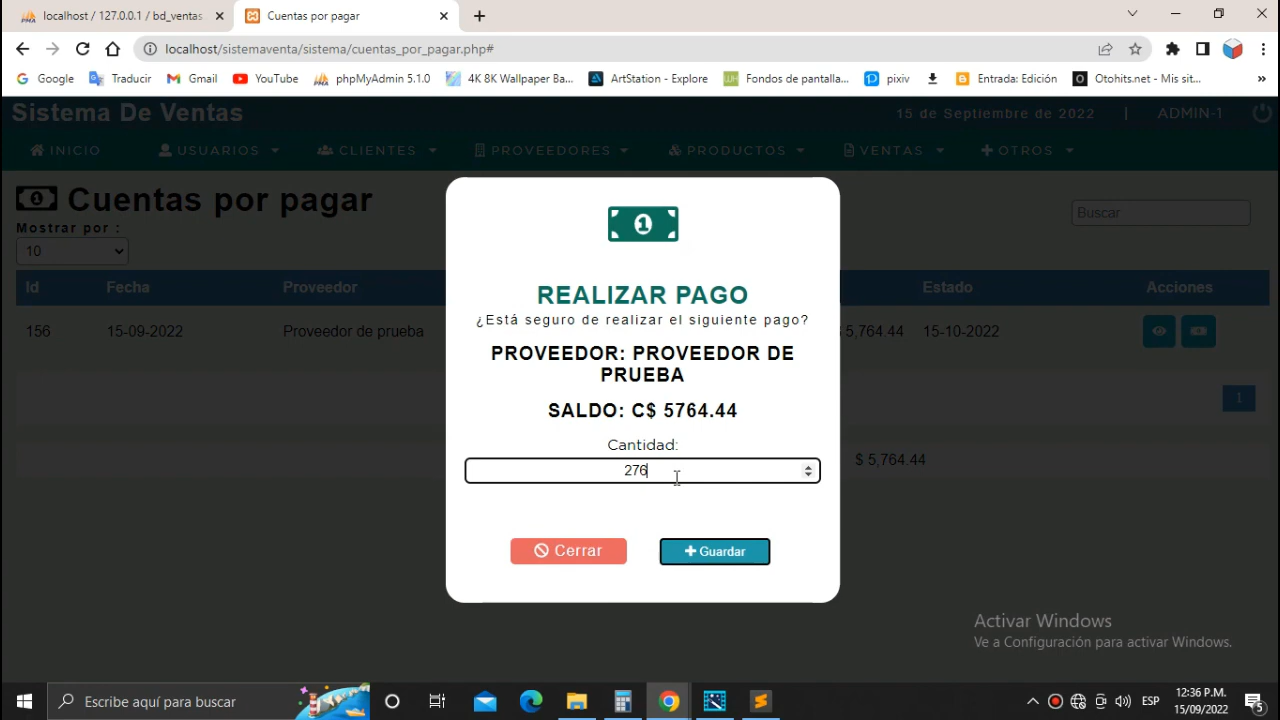 localhost / 127.0.0.1 / bd_ventas
Cuentas por pagar
localhost/sistemaventa/sistema/cuentas_por_pagar.php#
Google Traducir Gmail YouTube phpMyAdmin 5.1.0 4K 8K Wallpaper Ba... ArtStation - Explore Fondos de pantalla... pixiv Entrada: Edición Otohits.net - Mis sit... »
Sistema De Ventas
15 de Septiembre de 2022 | ADMIN-1
INICIO USUARIOS CLIENTES PROVEEDORES PRODUCTOS VENTAS OTROS
Cuentas por pagar
Buscar
Mostrar por :
10
Id Fecha Proveedor Estado Acciones
156 15-09-2022 Proveedor de prueba $ 5,764.44 15-10-2022
1
$ 5,764.44
1
REALIZAR PAGO
¿Está seguro de realizar el siguiente pago?
PROVEEDOR: PROVEEDOR DE
PRUEBA
SALDO: C$ 5764.44
Cantidad:
276
Cerrar
Guardar
Activar Windows
Ve a Configuración para activar Windows.
Escribe aquí para buscar
ESP
12:36 P.M.
15/09/2022
5